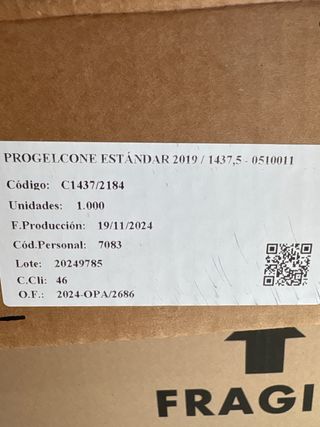 PROGELCONE ESTÁNDAR 2019 / 1437,5 - 0510011
Código: C1437/2184
Unidades: 1.000
F.Producción: 19/11/2024
Cód.Personal: 7083
Lote: 20249785
C.Cli: 46
O.F.: 2024-OPA/2686
FRAGI